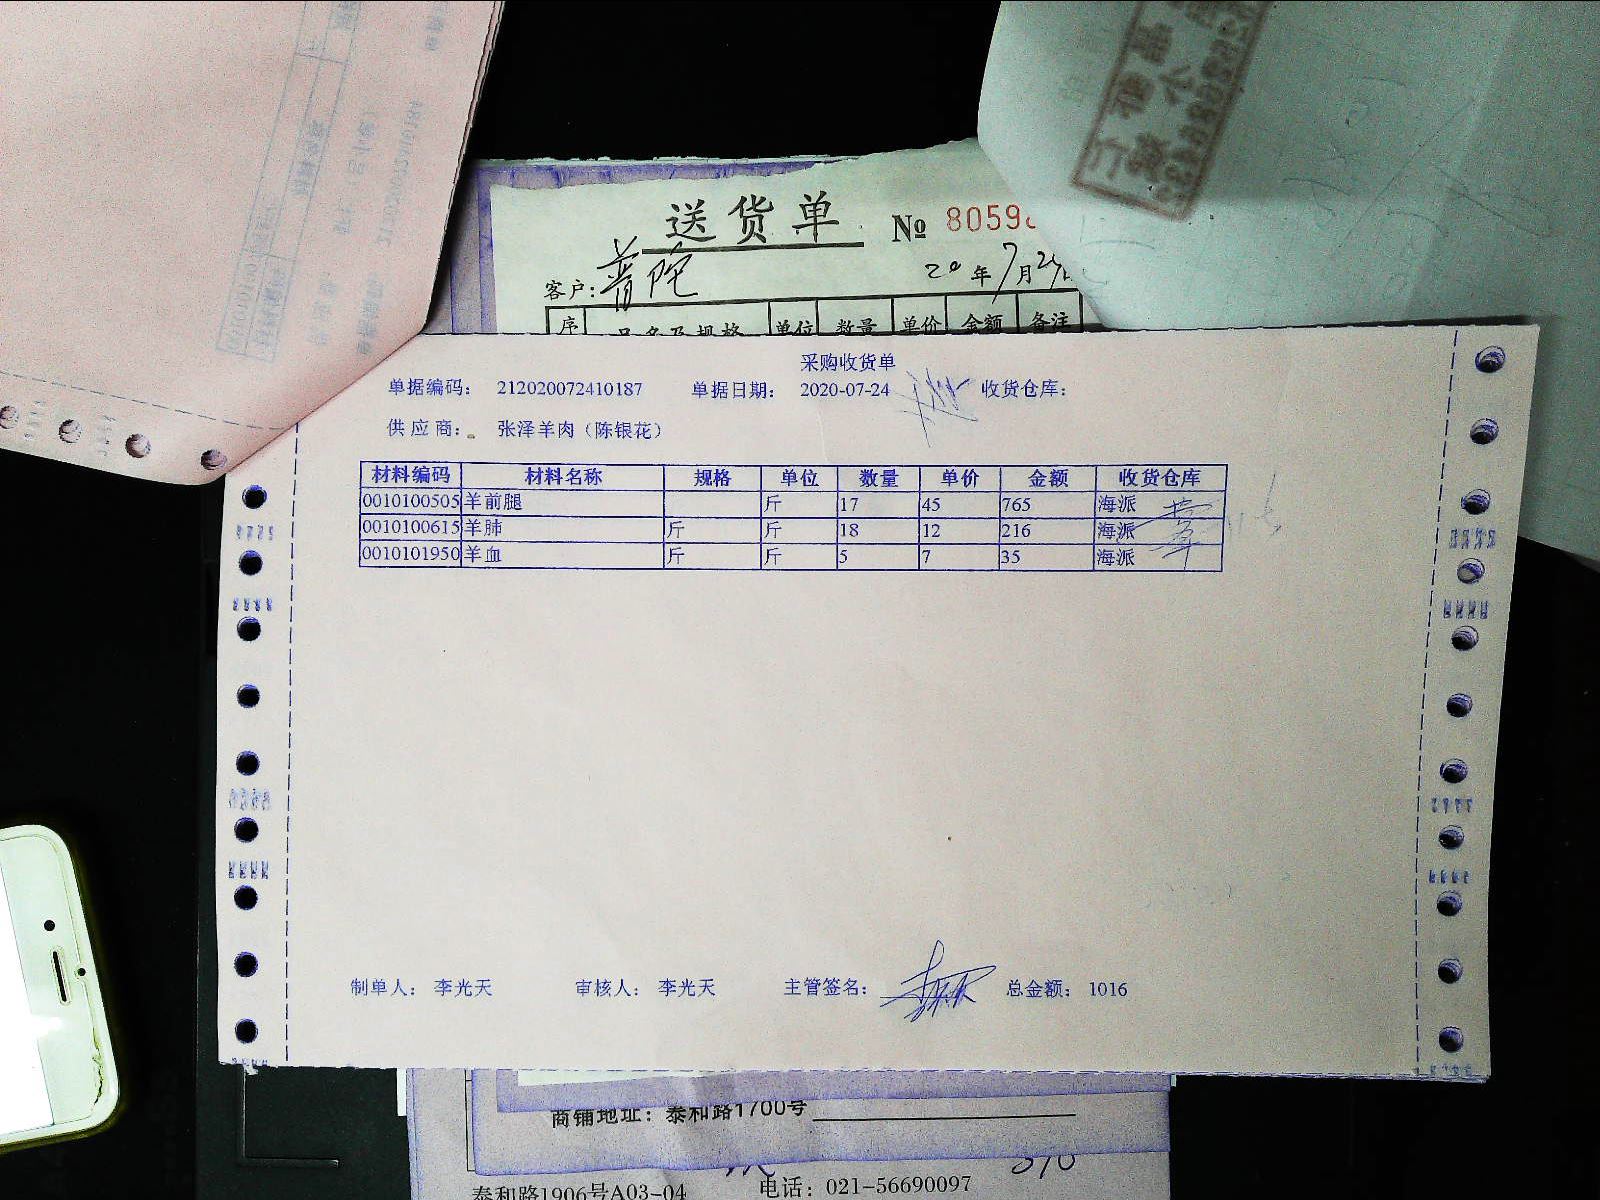 送货单 № 8059
客户: 普陀 20 年 7月
序 品名及规格 单位 数量 单价 金额 备注
采购收货单
单据编码: 212020072410187 单据日期: 2020-07-24 收货仓库:
供应商: 张泽羊肉（陈银花）
材料编码 材料名称 规格 单位 数量 单价 金额 收货仓库
0010100505 羊前腿 斤 17 45 765 海派
0010100615 羊肺 斤 斤 18 12 216 海派
0010101950 羊血 斤 斤 5 7 35 海派
制单人: 李光天 审核人: 李光天 主管签名: 总金额: 1016
商铺地址: 泰和路1700号
泰和路1906号A03-04 电话: 021-56690097